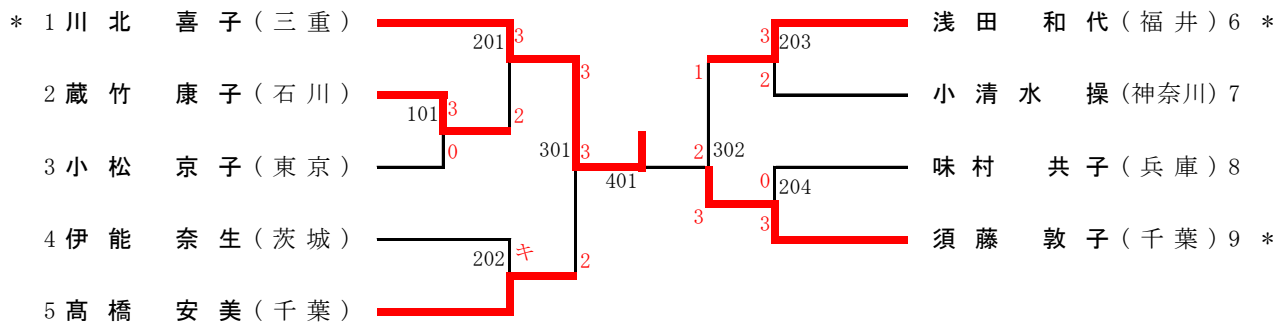 * 1 川北 喜子 (三重)
2 蔵竹 康子 (石川)
3 小松 京子 (東京)
4 伊能 奈生 (茨城)
5 髙橋 安美 (千葉)
201 3
101 3
2
0
3
301 3
202 キ
2
401
浅田 和代 (福井) 6 *
小清水 操 (神奈川) 7
味村 共子 (兵庫) 8
須藤 敦子 (千葉) 9 *
3 203
1
2
2 302
0 204
3
3